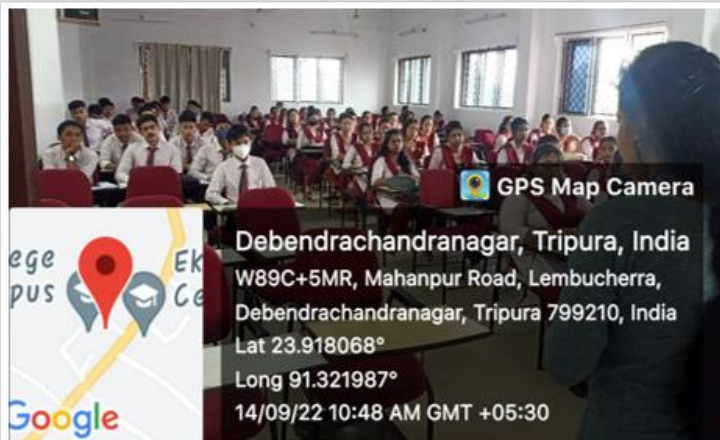 GPS Map Camera
ege
pus
Ek
Ce
Google
Debendrachandranagar, Tripura, India
W89C+5MR, Mahanpur Road, Lembucherra,
Debendrachandranagar, Tripura 799210, India
Lat 23.918068°
Long 91.321987°
14/09/22 10:48 AM GMT +05:30